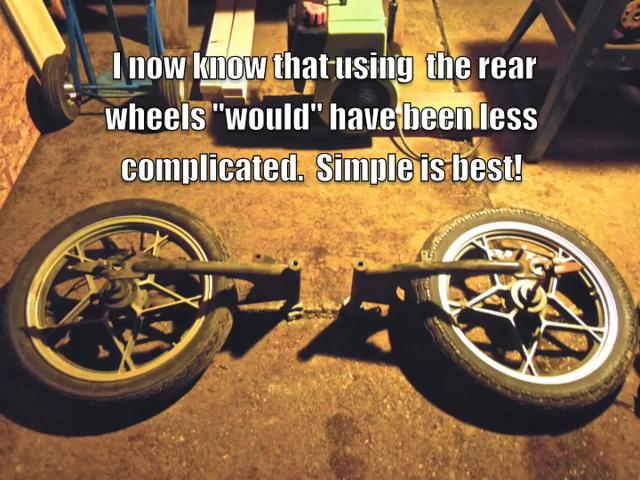 I now know that using  the rear
wheels "would" have been less
complicated.  Simple is best!